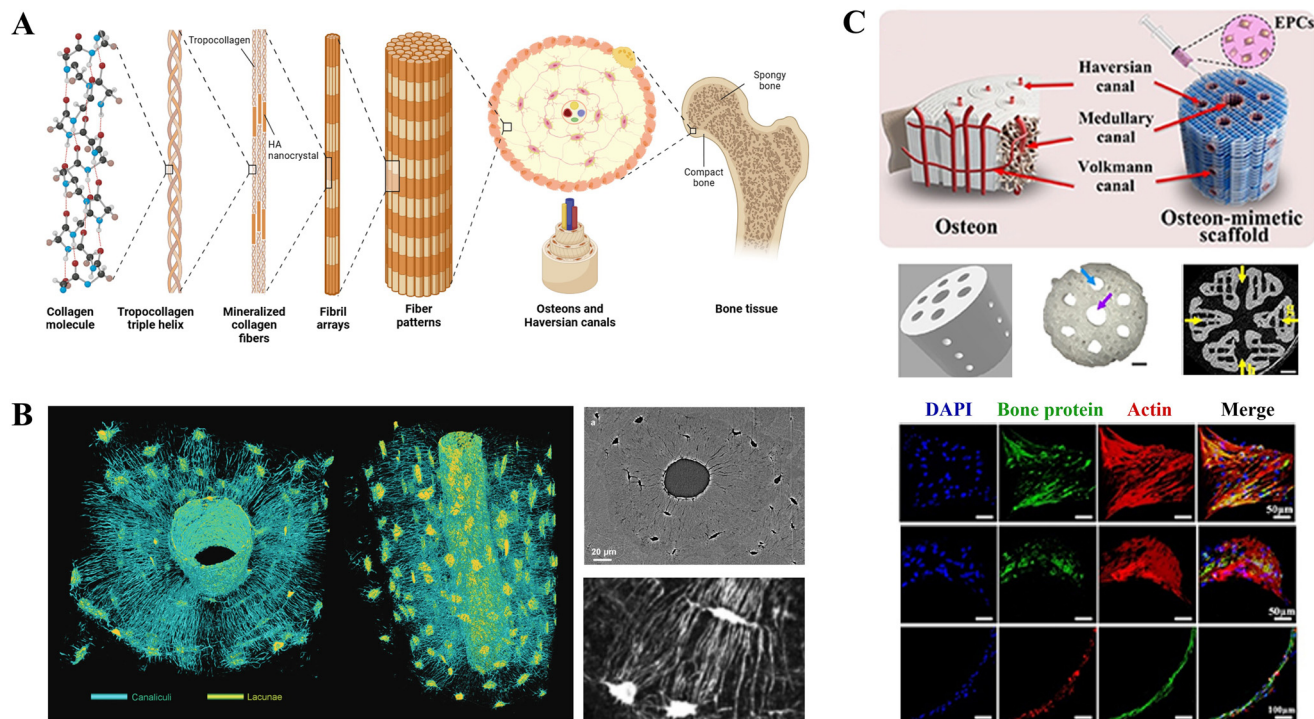 A
Tropocollagen
HA
nanocrystal
Spongy
bone
Compact
bone
Collagen
molecule
Tropocollagen
triple helix
Mineralized
collagen
fibers
Fibril
arrays
Fiber
patterns
Osteons and
Haversian canals
Bone tissue
B
Canaliculi
Lacunae
a
20 µm
C
EPCs
Haversian
canal
Medullary
canal
Volkmann
canal
Osteon
Osteon-mimetic
scaffold
DAPI
Bone protein
Actin
Merge
50µm
50µm
100µm